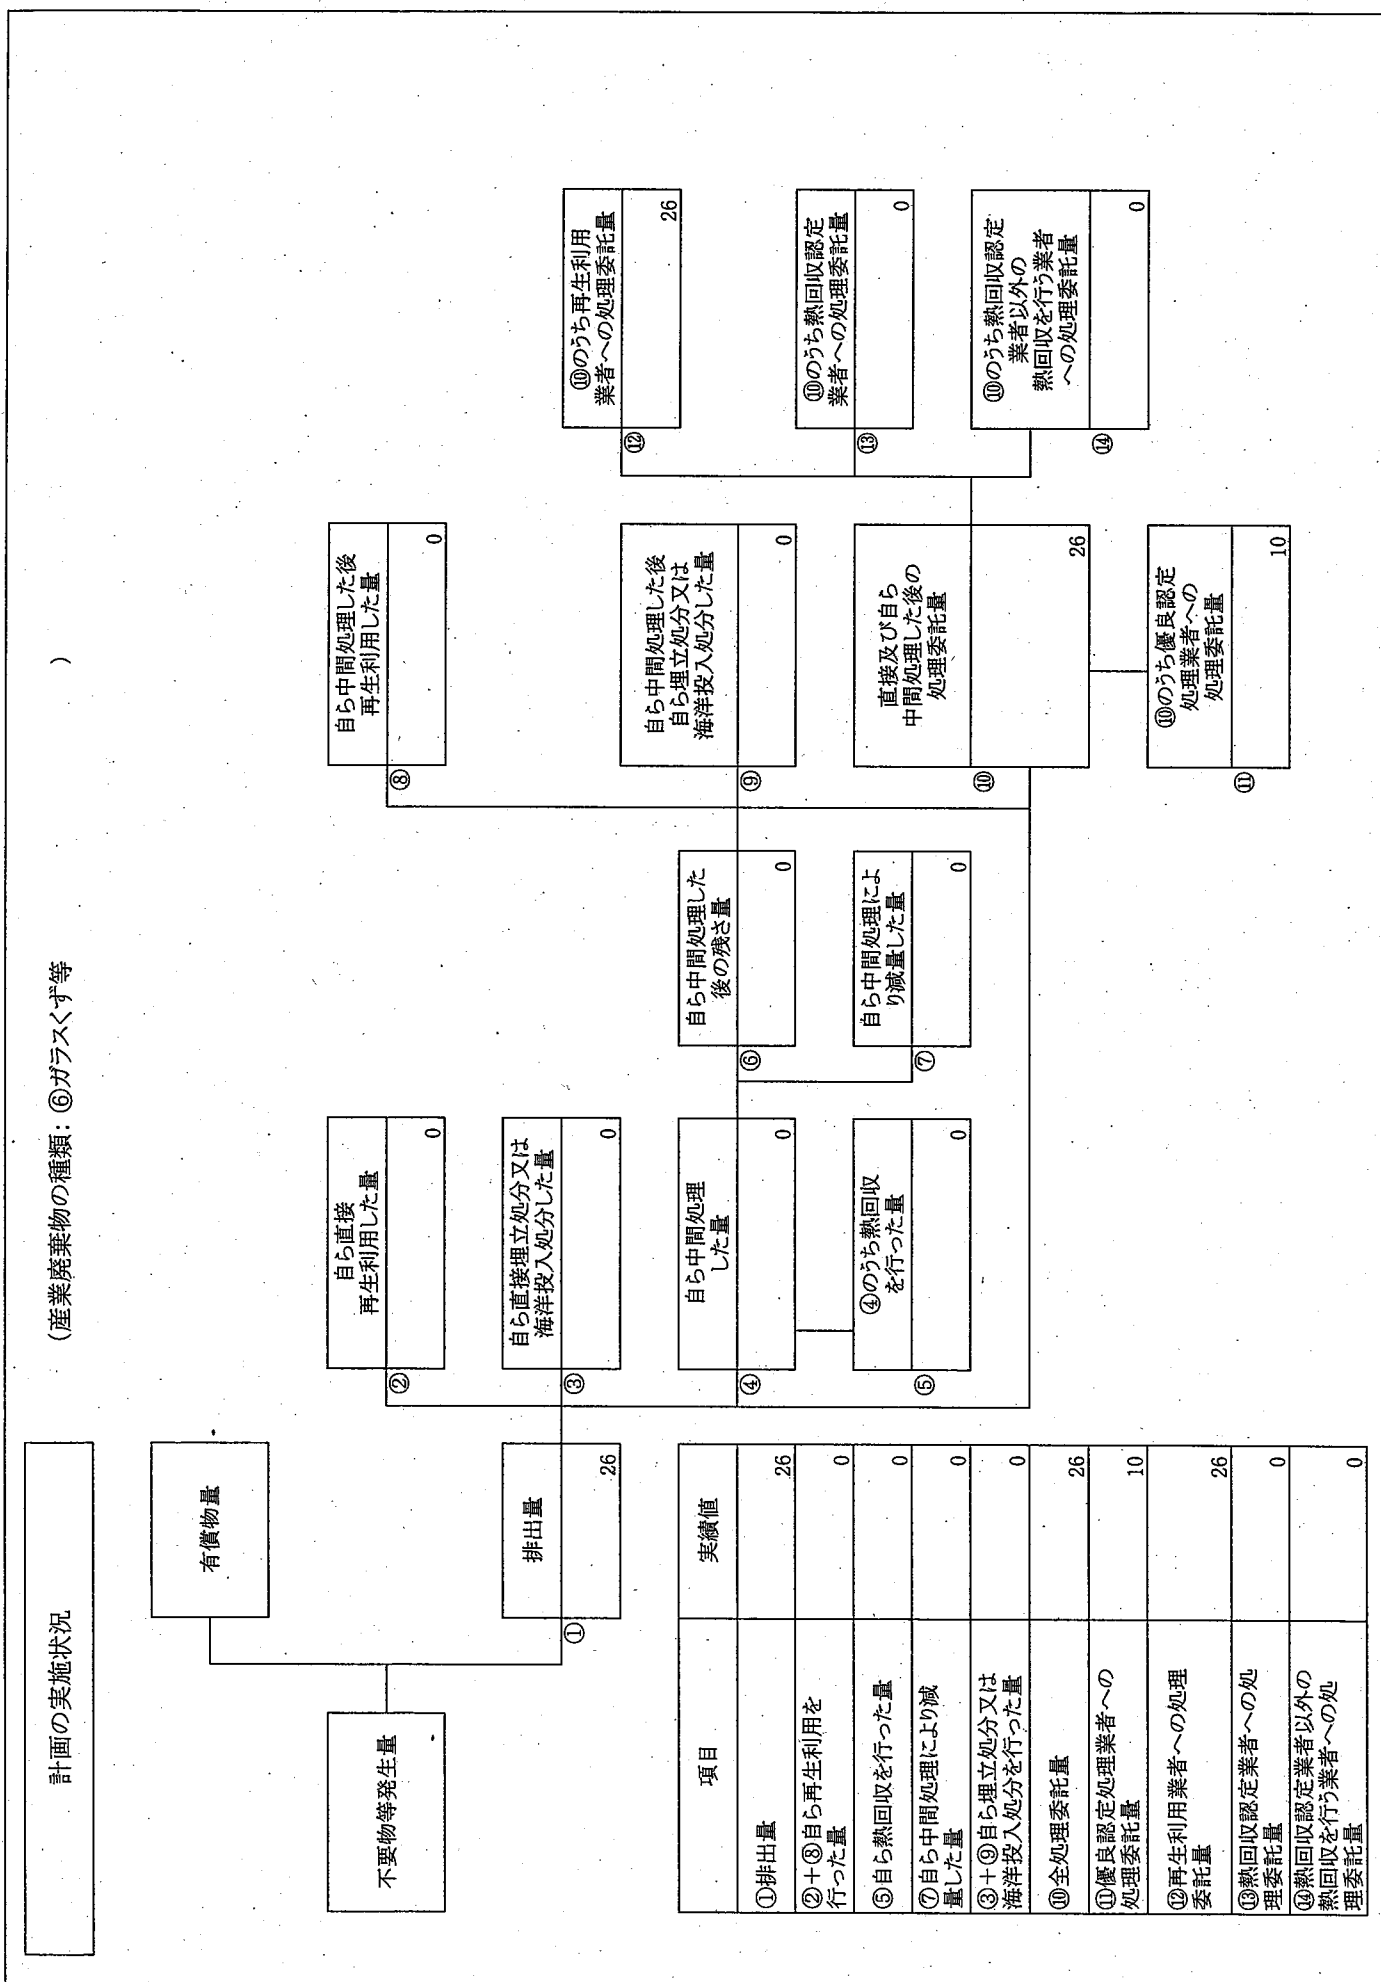 計画の実施状況
(産業廃棄物の種類：⑥ガラスくず等
)
不要物等発生量
有償物量
①
排出量
26
②
自ら直接
再生利用した量
0
③
自ら直接埋立処分又は
海洋投入処分した量
0
④
自ら中間処理
した量
0
⑤
④のうち熱回収
を行った量
0
⑥
自ら中間処理した
後の残さ量
0
⑦
自ら中間処理によ
り減量した量
0
⑧
自ら中間処理した後
再生利用した量
0
⑨
自ら中間処理した後
自ら埋立処分又は
海洋投入処分した量
0
⑩
直接及び自ら
中間処理した後の
処理委託量
26
⑪
⑩のうち優良認定
処理業者への
処理委託量
10
⑫
⑩のうち再生利用
業者への処理委託量
26
⑬
⑩のうち熱回収認定
業者への処理委託量
0
⑭
⑩のうち熱回収認定
業者以外の
熱回収を行う業者
への処理委託量
0
項目
実績値
①排出量
26
②＋⑧自ら再生利用を
行った量
0
⑤自ら熱回収を行った量
0
⑦自ら中間処理により減
量した量
0
③＋⑨自ら埋立処分又は
海洋投入処分を行った量
0
⑩全処理委託量
26
⑪優良認定処理業者への
処理委託量
10
⑫再生利用業者への処理
委託量
26
⑬熱回収認定業者への処
理委託量
0
⑭熱回収認定業者以外の
熱回収を行う業者への処
理委託量
0